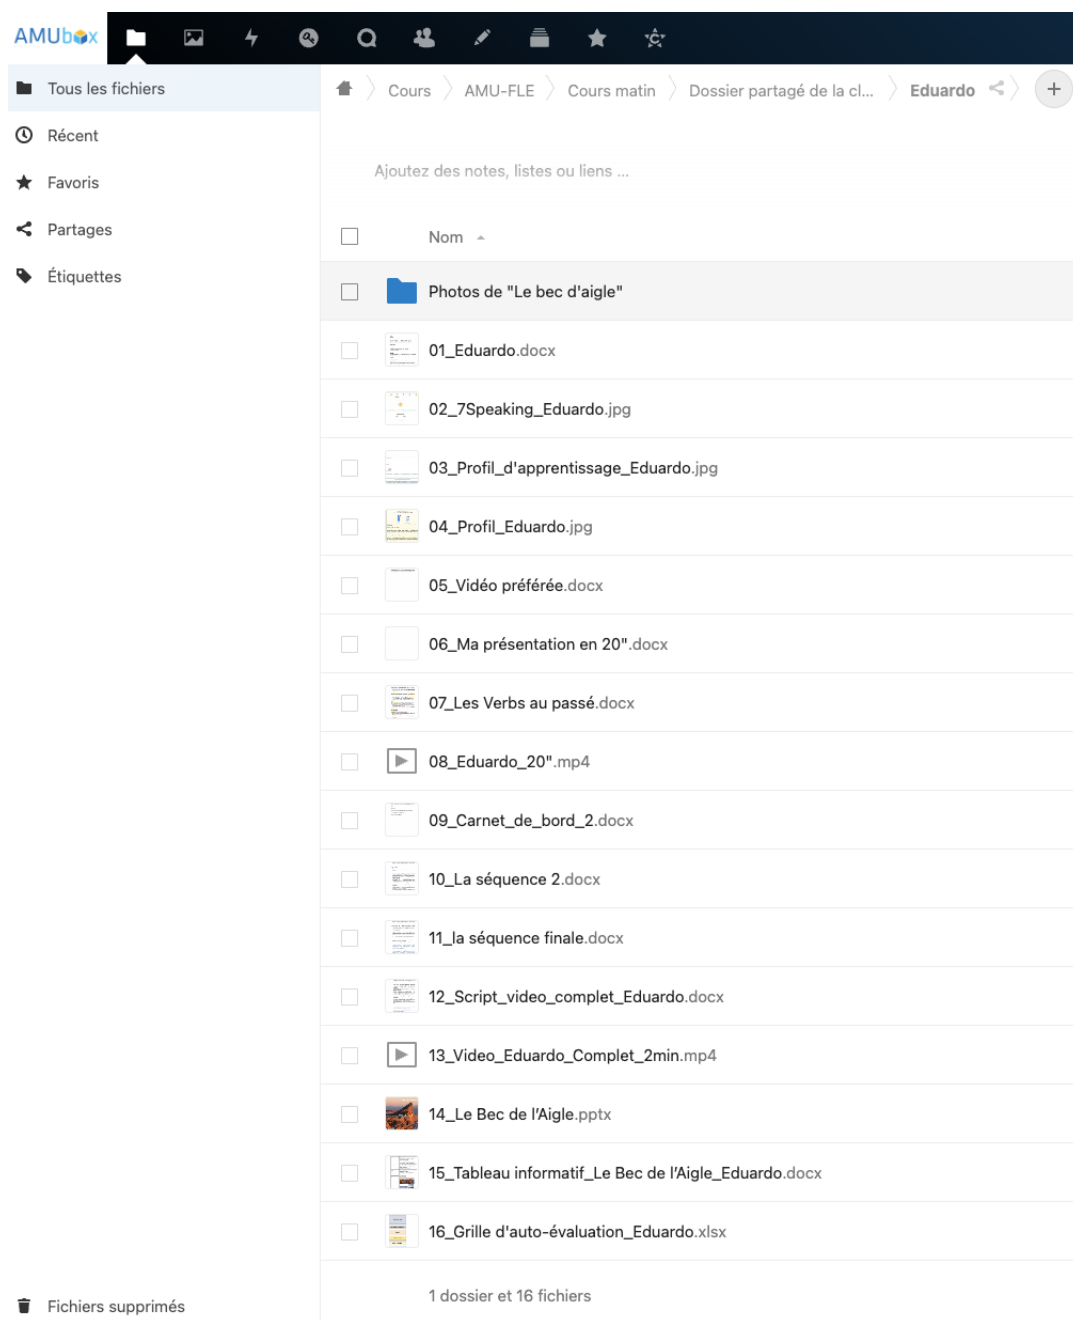 AMUbox
Tous les fichiers
Récent
Favoris
Partages
Étiquettes
Fichiers supprimés
Cours AMU-FLE Cours matin Dossier partagé de la cl... Eduardo +
Ajoutez des notes, listes ou liens ...
Nom
Photos de "Le bec d'aigle"
01_Eduardo.docx
02_7Speaking_Eduardo.jpg
03_Profil_d'apprentissage_Eduardo.jpg
04_Profil_Eduardo.jpg
05_Vidéo préférée.docx
06_Ma présentation en 20".docx
07_Les Verbs au passé.docx
08_Eduardo_20".mp4
09_Carnet_de_bord_2.docx
10_La séquence 2.docx
11_la séquence finale.docx
12_Script_video_complet_Eduardo.docx
13_Video_Eduardo_Complet_2min.mp4
14_Le Bec de l’Aigle.pptx
15_Tableau informatif_Le Bec de l’Aigle_Eduardo.docx
16_Grille d'auto-évaluation_Eduardo.xlsx
1 dossier et 16 fichiers